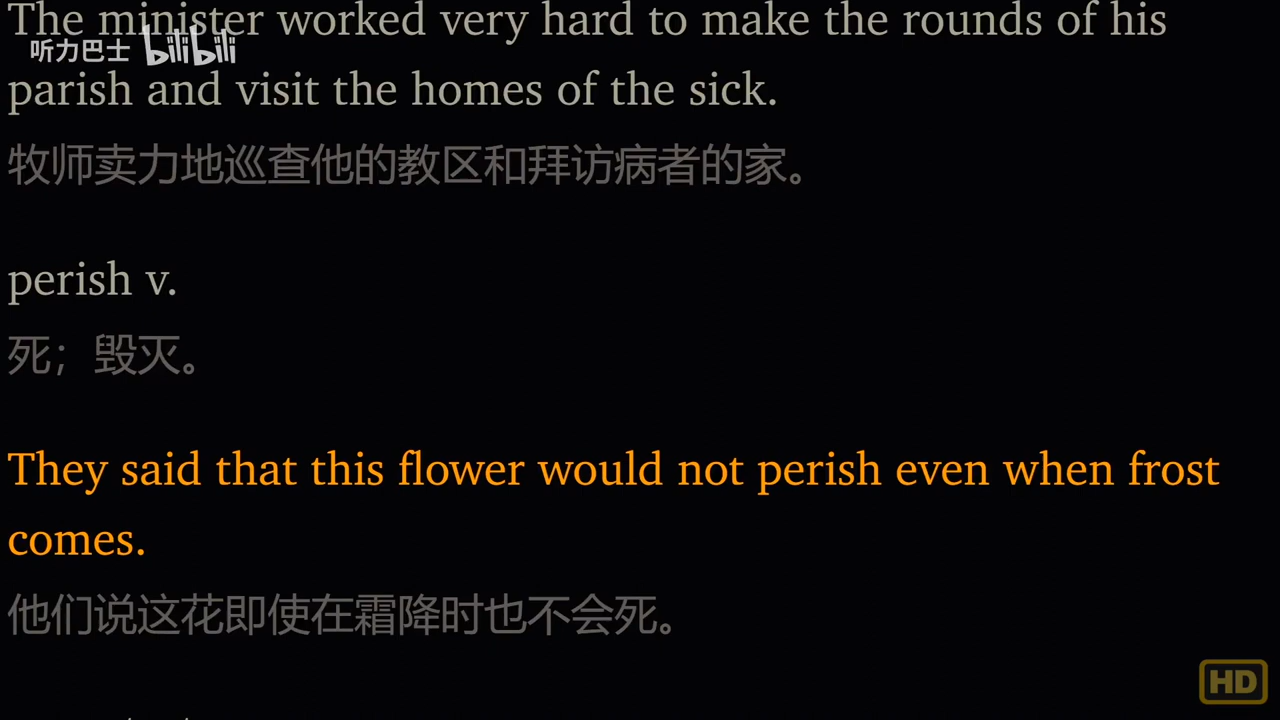 The minister worked very hard to make the rounds of his
听力巴士 bilibili
parish and visit the homes of the sick.
牧师卖力地巡查他的教区和拜访病者的家。
perish v.
死；毁灭。
They said that this flower would not perish even when frost
comes.
他们说这花即使在霜降时也不会死。
HD